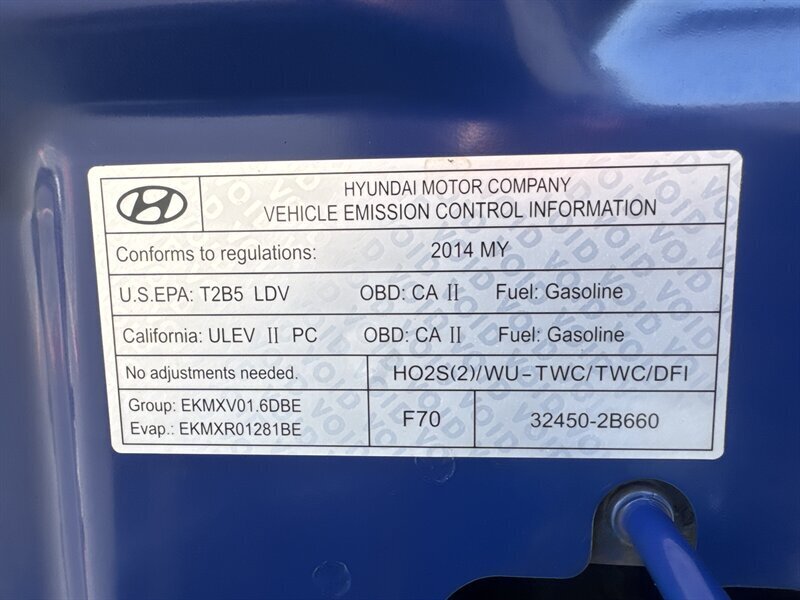 HYUNDAI MOTOR COMPANY
VEHICLE EMISSION CONTROL INFORMATION
Conforms to regulations: 2014 MY
U.S.EPA: T2B5 LDV OBD: CA II Fuel: Gasoline
California: ULEV II PC OBD: CA II Fuel: Gasoline
No adjustments needed. HO2S(2)/WU-TWC/TWC/DFI
Group: EKMXV01.6DBE
Evap.: EKMXR01281BE
F70
32450-2B660